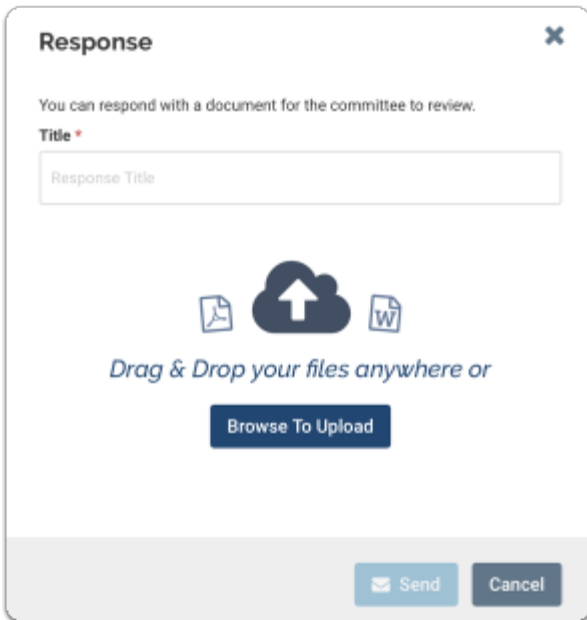 Response
You can respond with a document for the committee to review.
Title *
Response Title
W
Drag & Drop your files anywhere or
Browse To Upload
Send
Cancel